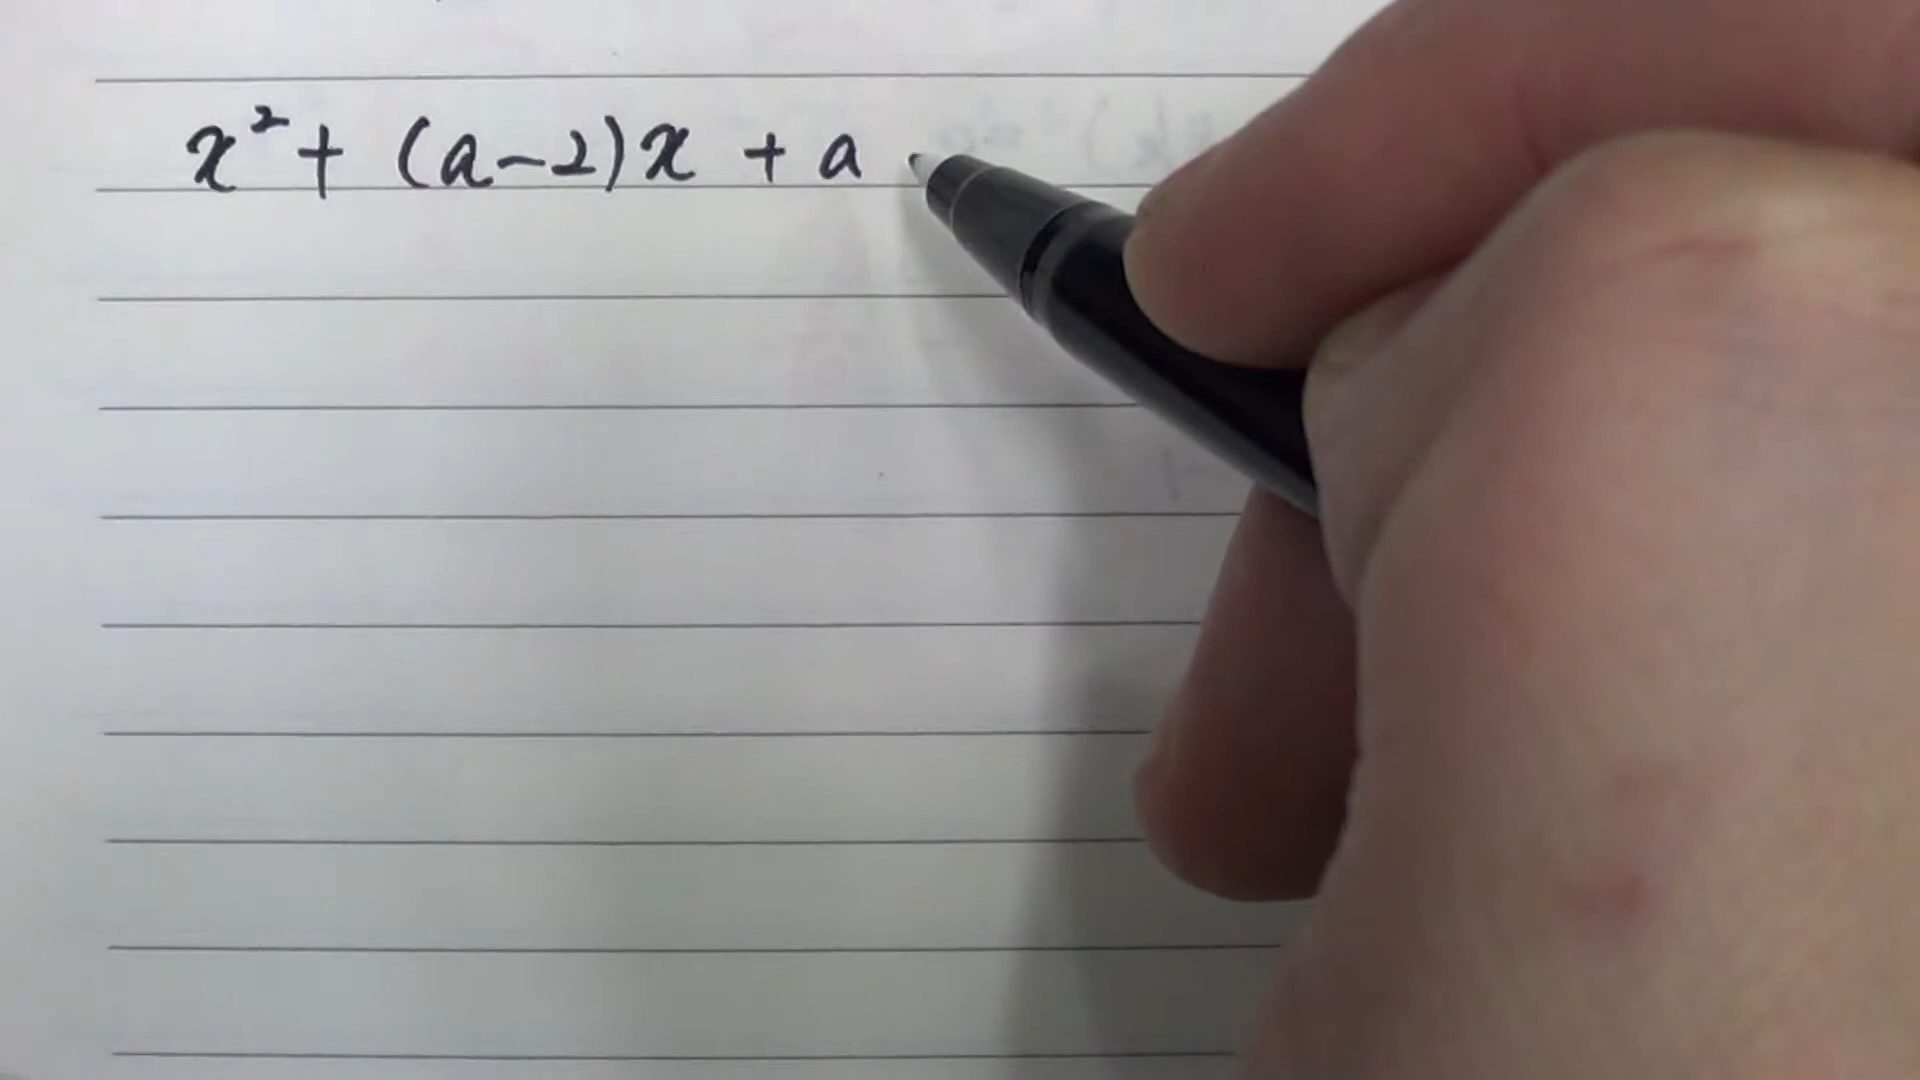 x² + (a-2)x + a